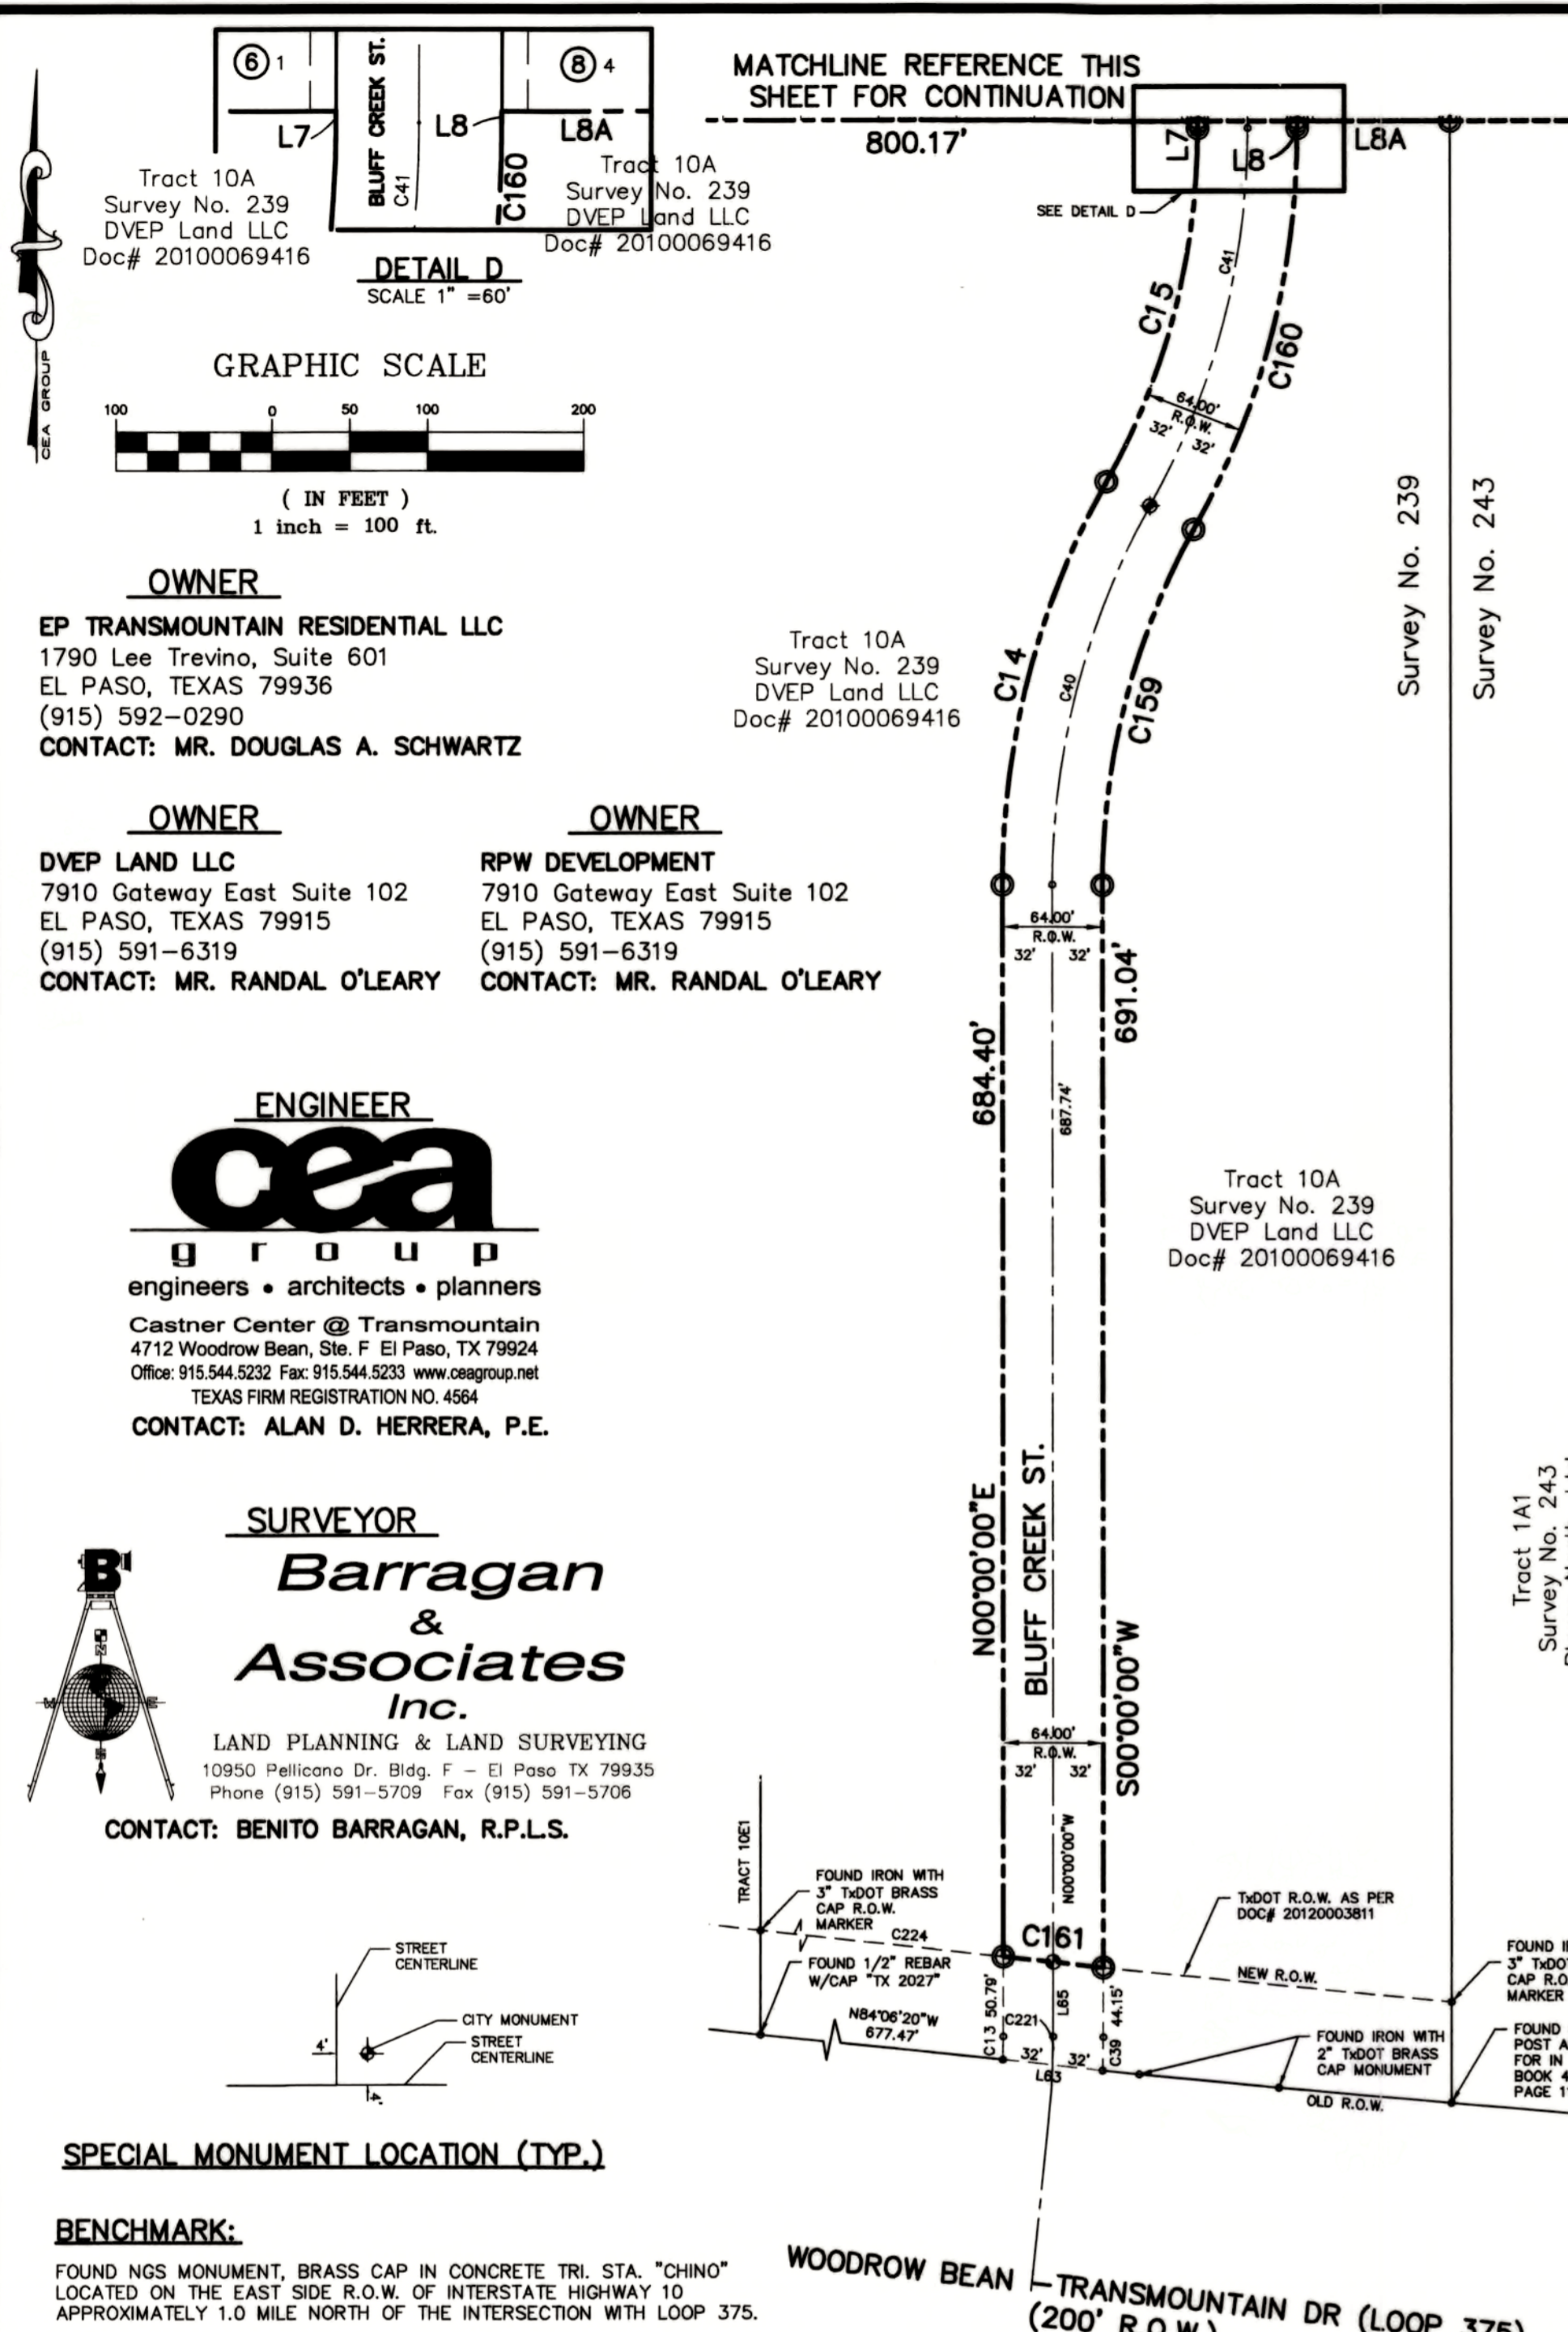 6 1
BLUFF CREEK ST.
C41
8 4
L7
L8
L8A
C160
Tract 10A
Survey No. 239
DVEP Land LLC
Doc# 20100069416
Tract 10A
Survey No. 239
DVEP Land LLC
Doc# 20100069416
DETAIL D
SCALE 1" =60'
CEA GROUP
GRAPHIC SCALE
100 0 50 100 200
( IN FEET )
1 inch = 100 ft.
OWNER
EP TRANSMOUNTAIN RESIDENTIAL LLC
1790 Lee Trevino, Suite 601
EL PASO, TEXAS 79936
(915) 592-0290
CONTACT: MR. DOUGLAS A. SCHWARTZ
OWNER
DVEP LAND LLC
7910 Gateway East Suite 102
EL PASO, TEXAS 79915
(915) 591-6319
CONTACT: MR. RANDAL O'LEARY
OWNER
RPW DEVELOPMENT
7910 Gateway East Suite 102
EL PASO, TEXAS 79915
(915) 591-6319
CONTACT: MR. RANDAL O'LEARY
ENGINEER
cea
group
engineers • architects • planners
Castner Center @ Transmountain
4712 Woodrow Bean, Ste. F El Paso, TX 79924
Office: 915.544.5232 Fax: 915.544.5233 www.ceagroup.net
TEXAS FIRM REGISTRATION NO. 4564
CONTACT: ALAN D. HERRERA, P.E.
SURVEYOR
B
N
W E
S
Barragan
&
Associates
Inc.
LAND PLANNING & LAND SURVEYING
10950 Pellicano Dr. Bldg. F - El Paso TX 79935
Phone (915) 591-5709 Fax (915) 591-5706
CONTACT: BENITO BARRAGAN, R.P.L.S.
STREET
CENTERLINE
CITY MONUMENT
STREET
CENTERLINE
4'
4'
SPECIAL MONUMENT LOCATION (TYP.)
BENCHMARK:
FOUND NGS MONUMENT, BRASS CAP IN CONCRETE TRI. STA. "CHINO"
LOCATED ON THE EAST SIDE R.O.W. OF INTERSTATE HIGHWAY 10
APPROXIMATELY 1.0 MILE NORTH OF THE INTERSECTION WITH LOOP 375.
MATCHLINE REFERENCE THIS
SHEET FOR CONTINUATION
800.17'
L7
L8
L8A
SEE DETAIL D
C41
C15
C160
64.00'
R.O.W.
32' 32'
Survey No. 239
Survey No. 243
Tract 10A
Survey No. 239
DVEP Land LLC
Doc# 20100069416
C14
C40
C159
64.00'
R.O.W.
32' 32'
684.40'
691.04'
687.74'
Tract 10A
Survey No. 239
DVEP Land LLC
Doc# 20100069416
N00°00'00"E
BLUFF CREEK ST.
S00°00'00"W
Tract 1A1
Survey No. 243
64.00'
R.O.W.
32' 32'
N00°00'00"W
TRACT 10E1
FOUND IRON WITH
3" TxDOT BRASS
CAP R.O.W.
MARKER
C224
C161
TxDOT R.O.W. AS PER
DOC# 20120003811
NEW R.O.W.
FOUND 1/2" REBAR
W/CAP "TX 2027"
N84°06'20"W
677.47'
C13 50.79'
C221
L65
C39 44.15'
32' 32'
L63
FOUND IRON WITH
2" TxDOT BRASS
CAP MONUMENT
OLD R.O.W.
FOUND
3" TxDO
CAP R.O
MARKER
FOUND
POST A
FOR IN
BOOK 4
PAGE 1
WOODROW BEAN - TRANSMOUNTAIN DR (LOOP 375)
(200' R.O.W.)